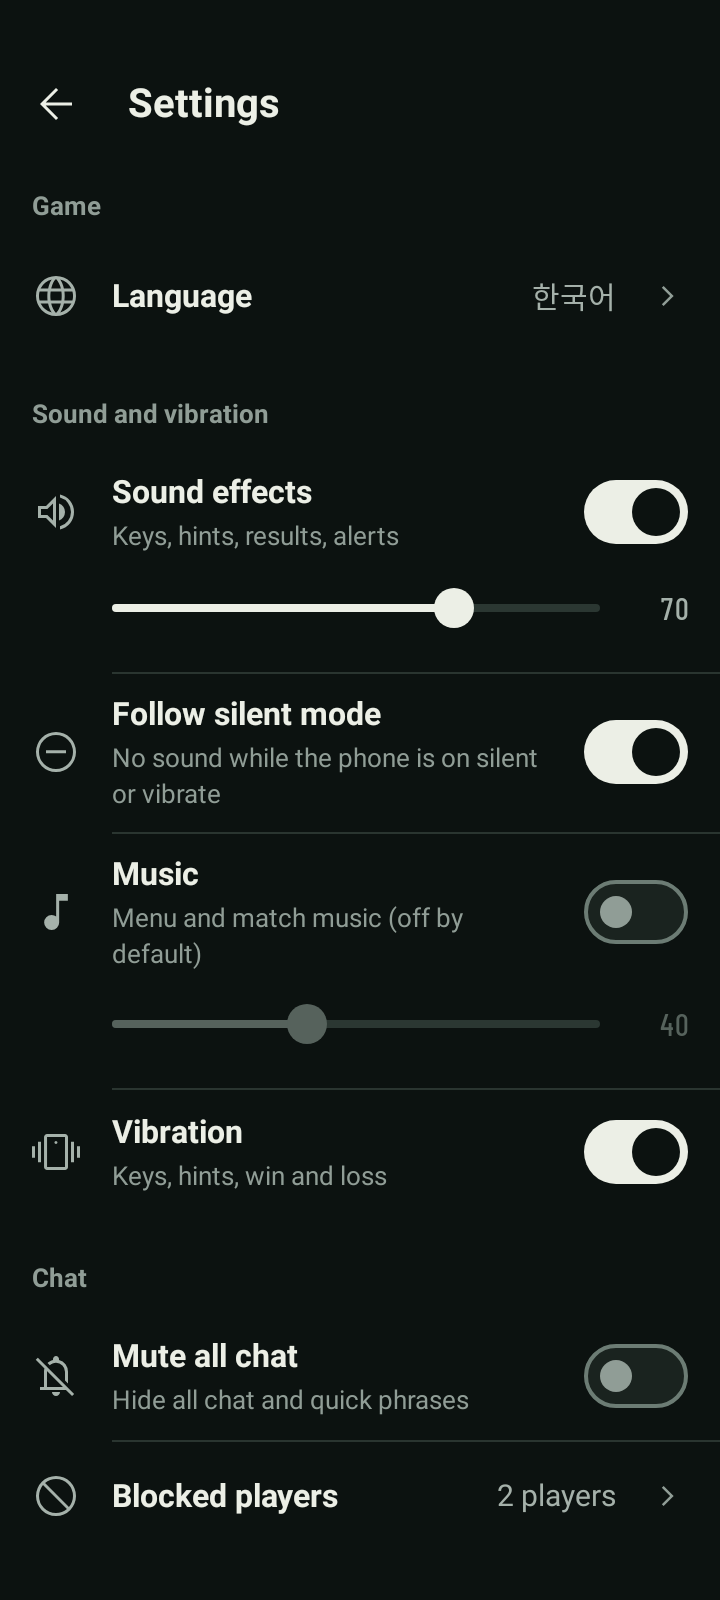 Settings
Game
Language 한국어
Sound and vibration
Sound effects
Keys, hints, results, alerts
70
Follow silent mode
No sound while the phone is on silent
or vibrate
Music
Menu and match music (off by
default)
40
Vibration
Keys, hints, win and loss
Chat
Mute all chat
Hide all chat and quick phrases
Blocked players 2 players